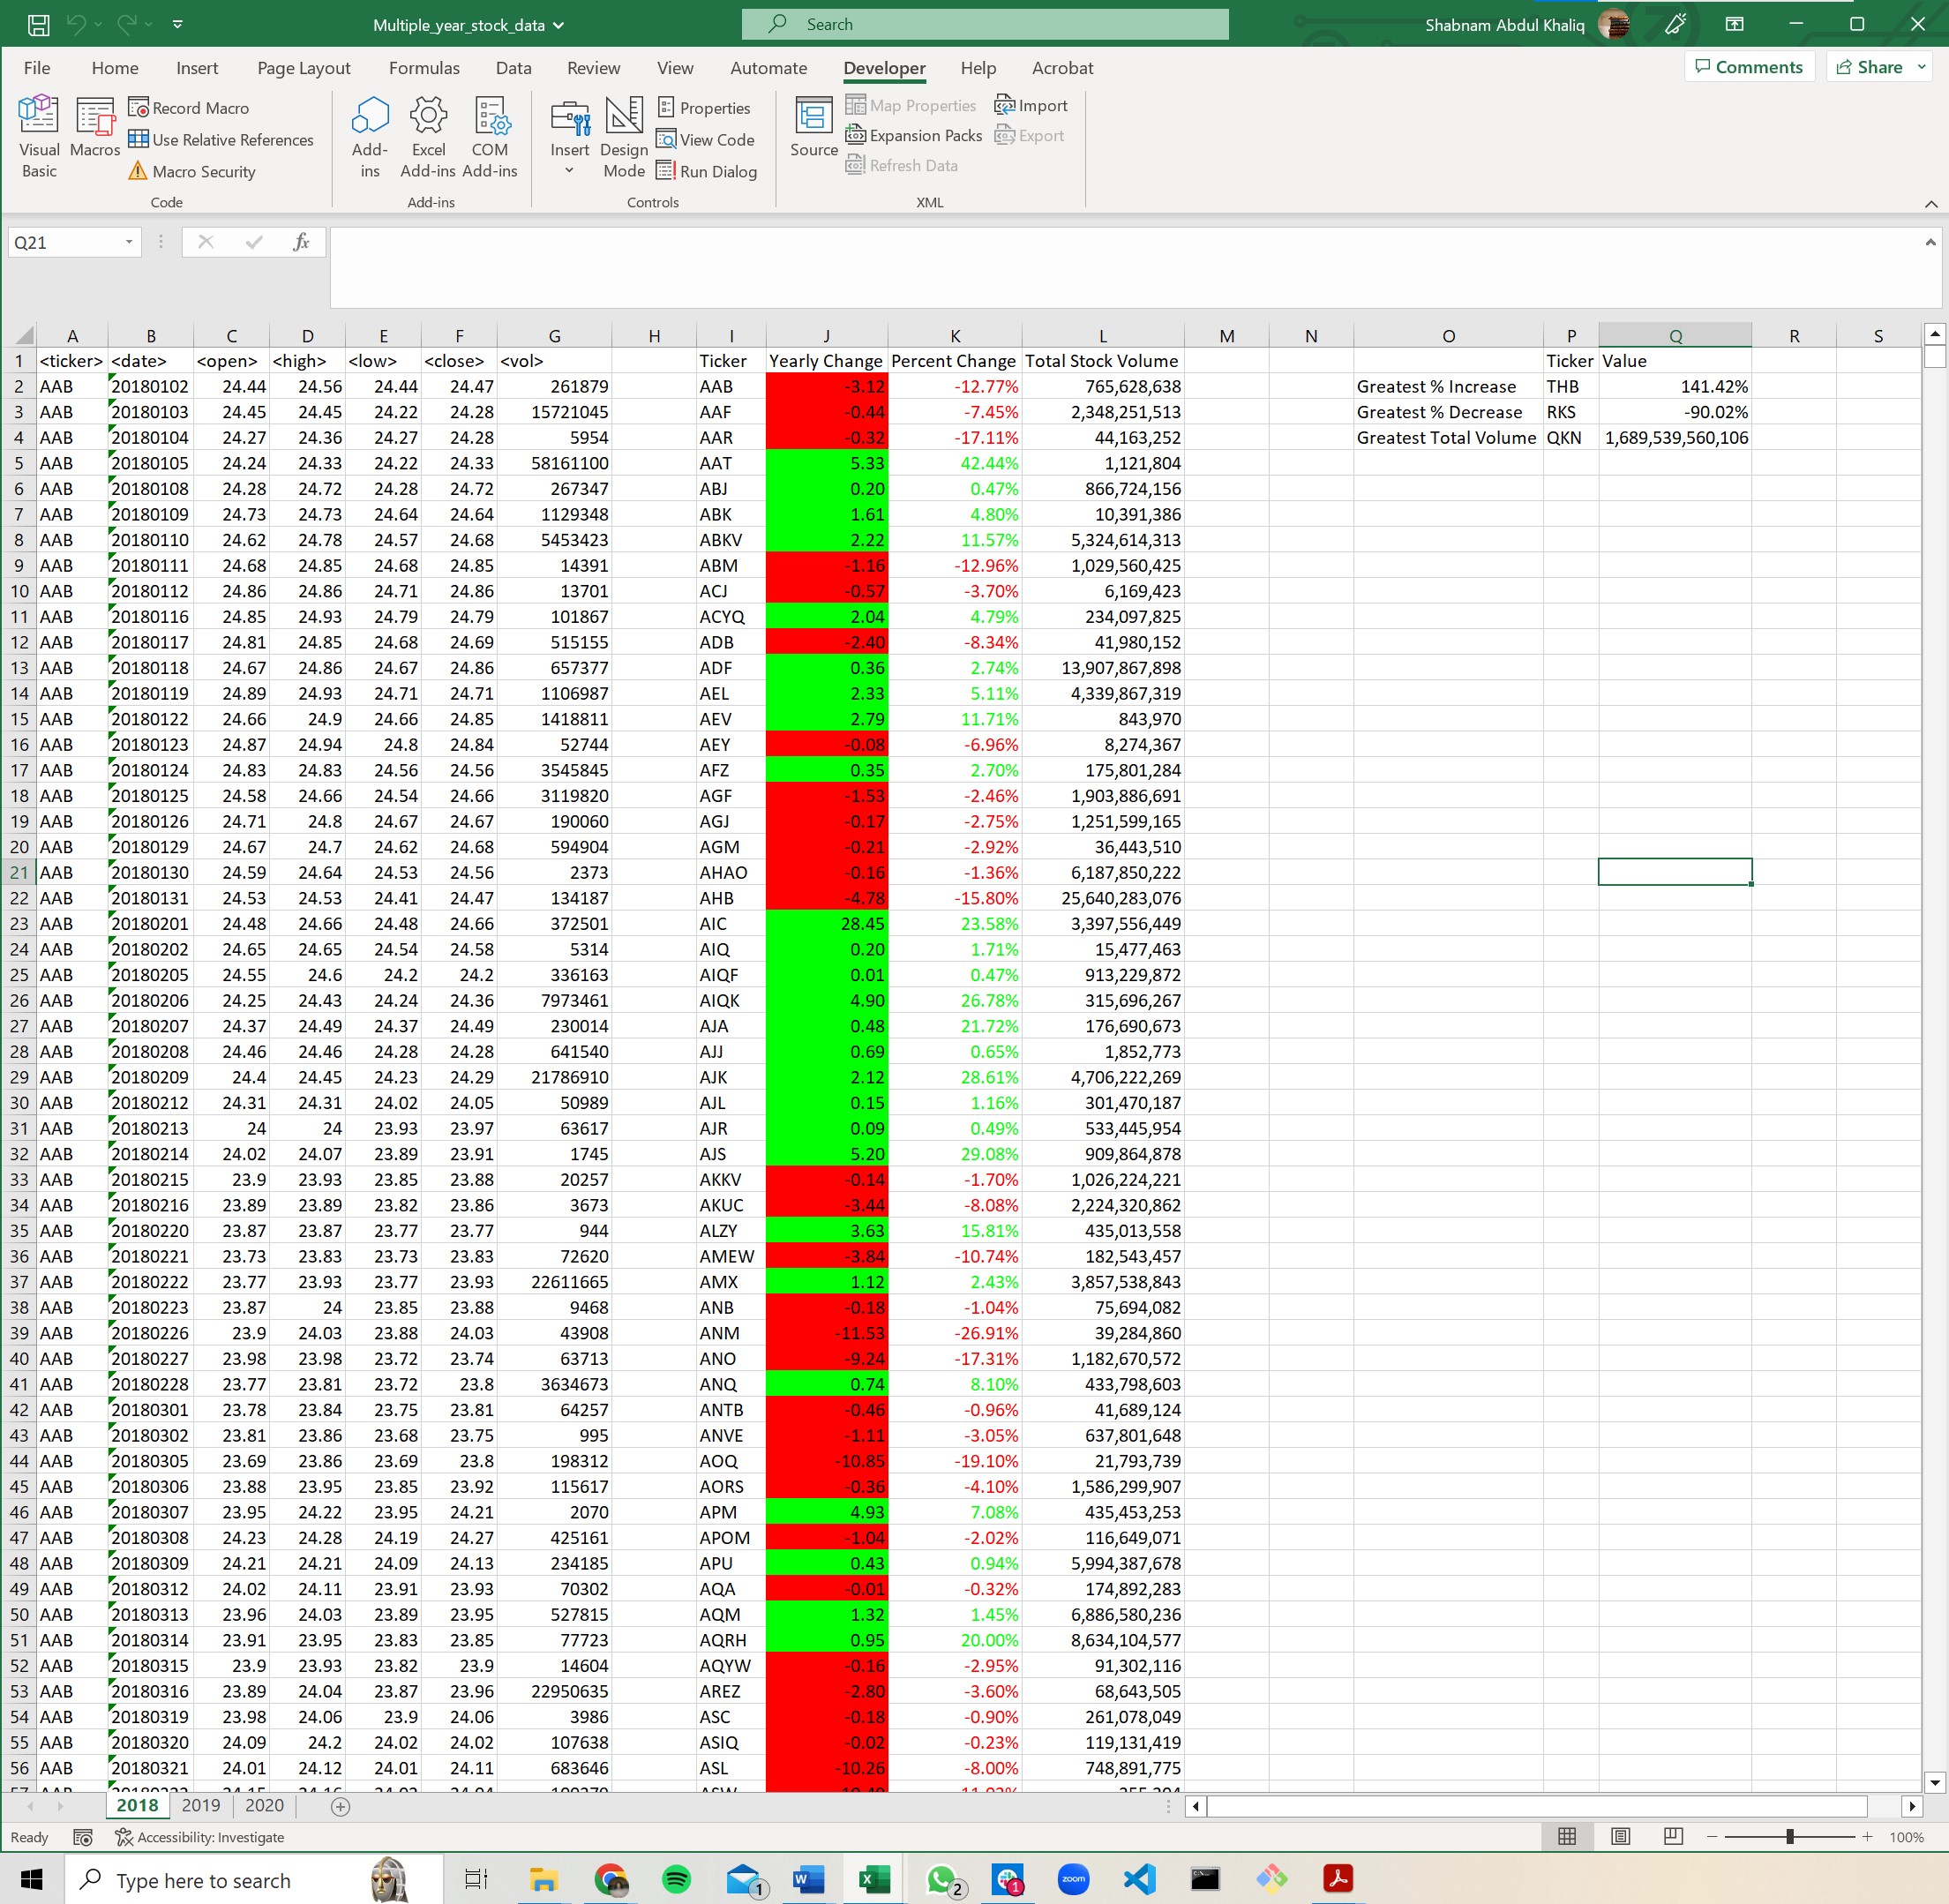 Multiple_year_stock_data
Search
Shabnam Abdul Khaliq
File Home Insert Page Layout Formulas Data Review View Automate Developer Help Acrobat
Comments Share
Visual Basic
Macros
Record Macro
Use Relative References
Macro Security
Code
Add-ins
Excel Add-ins
COM Add-ins
Add-ins
Insert
Design Mode
Properties
View Code
Run Dialog
Controls
Source
Map Properties
Expansion Packs
Refresh Data
Import
Export
XML
Q21
fx
A B C D E F G H I J K L M N O P Q R S
1 <ticker> <date> <open> <high> <low> <close> <vol> Ticker Yearly Change Percent Change Total Stock Volume Ticker Value
2 AAB 20180102 24.44 24.56 24.44 24.47 261879 AAB -3.12 -12.77% 765,628,638 Greatest % Increase THB 141.42%
3 AAB 20180103 24.45 24.45 24.22 24.28 15721045 AAF -0.44 -7.45% 2,348,251,513 Greatest % Decrease RKS -90.02%
4 AAB 20180104 24.27 24.36 24.27 24.28 5954 AAR -0.32 -17.11% 44,163,252 Greatest Total Volume QKN 1,689,539,560,106
5 AAB 20180105 24.24 24.33 24.22 24.33 58161100 AAT 5.33 42.44% 1,121,804
6 AAB 20180108 24.28 24.72 24.28 24.72 267347 ABJ 0.20 0.47% 866,724,156
7 AAB 20180109 24.73 24.73 24.64 24.64 1129348 ABK 1.61 4.80% 10,391,386
8 AAB 20180110 24.62 24.78 24.57 24.68 5453423 ABKV 2.22 11.57% 5,324,614,313
9 AAB 20180111 24.68 24.85 24.68 24.85 14391 ABM -1.16 -12.96% 1,029,560,425
10 AAB 20180112 24.86 24.86 24.71 24.86 13701 ACJ -0.57 -3.70% 6,169,423
11 AAB 20180116 24.85 24.93 24.79 24.79 101867 ACYQ 2.04 4.79% 234,097,825
12 AAB 20180117 24.81 24.85 24.68 24.69 515155 ADB -2.40 -8.34% 41,980,152
13 AAB 20180118 24.67 24.86 24.67 24.86 657377 ADF 0.36 2.74% 13,907,867,898
14 AAB 20180119 24.89 24.93 24.71 24.71 1106987 AEL 2.33 5.11% 4,339,867,319
15 AAB 20180122 24.66 24.9 24.66 24.85 1418811 AEV 2.79 11.71% 843,970
16 AAB 20180123 24.87 24.94 24.8 24.84 52744 AEY -0.08 -6.96% 8,274,367
17 AAB 20180124 24.83 24.83 24.56 24.56 3545845 AFZ 0.35 2.70% 175,801,284
18 AAB 20180125 24.58 24.66 24.54 24.66 3119820 AGF -1.53 -2.46% 1,903,886,691
19 AAB 20180126 24.71 24.8 24.67 24.67 190060 AGJ -0.17 -2.75% 1,251,599,165
20 AAB 20180129 24.67 24.7 24.62 24.68 594904 AGM -0.21 -2.92% 36,443,510
21 AAB 20180130 24.59 24.64 24.53 24.56 2373 AHAO -0.16 -1.36% 6,187,850,222
22 AAB 20180131 24.53 24.53 24.41 24.47 134187 AHB -4.78 -15.80% 25,640,283,076
23 AAB 20180201 24.48 24.66 24.48 24.66 372501 AIC 28.45 23.58% 3,397,556,449
24 AAB 20180202 24.65 24.65 24.54 24.58 5314 AIQ 0.20 1.71% 15,477,463
25 AAB 20180205 24.55 24.6 24.2 24.2 336163 AIQF 0.01 0.47% 913,229,872
26 AAB 20180206 24.25 24.43 24.24 24.36 7973461 AIQK 4.90 26.78% 315,696,267
27 AAB 20180207 24.37 24.49 24.37 24.49 230014 AJA 0.48 21.72% 176,690,673
28 AAB 20180208 24.46 24.46 24.28 24.28 641540 AJJ 0.69 0.65% 1,852,773
29 AAB 20180209 24.4 24.45 24.23 24.29 21786910 AJK 2.12 28.61% 4,706,222,269
30 AAB 20180212 24.31 24.31 24.02 24.05 50989 AJL 0.15 1.16% 301,470,187
31 AAB 20180213 24 24 23.93 23.97 63617 AJR 0.09 0.49% 533,445,954
32 AAB 20180214 24.02 24.07 23.89 23.91 1745 AJS 5.20 29.08% 909,864,878
33 AAB 20180215 23.9 23.93 23.85 23.88 20257 AKKV -0.14 -1.70% 1,026,224,221
34 AAB 20180216 23.89 23.89 23.82 23.86 3673 AKUC -3.44 -8.08% 2,224,320,862
35 AAB 20180220 23.87 23.87 23.77 23.77 944 ALZY 3.63 15.81% 435,013,558
36 AAB 20180221 23.73 23.83 23.73 23.83 72620 AMEW -3.84 -10.74% 182,543,457
37 AAB 20180222 23.77 23.93 23.77 23.93 22611665 AMX 1.12 2.43% 3,857,538,843
38 AAB 20180223 23.87 24 23.85 23.88 9468 ANB -0.18 -1.04% 75,694,082
39 AAB 20180226 23.9 24.03 23.88 24.03 43908 ANM -11.53 -26.91% 39,284,860
40 AAB 20180227 23.98 23.98 23.72 23.74 63713 ANO -9.24 -17.31% 1,182,670,572
41 AAB 20180228 23.77 23.81 23.72 23.8 3634673 ANQ 0.74 8.10% 433,798,603
42 AAB 20180301 23.78 23.84 23.75 23.81 64257 ANTB -0.46 -0.96% 41,689,124
43 AAB 20180302 23.81 23.86 23.68 23.75 995 ANVE -1.11 -3.05% 637,801,648
44 AAB 20180305 23.69 23.86 23.69 23.8 198312 AOQ -10.85 -19.10% 21,793,739
45 AAB 20180306 23.88 23.95 23.85 23.92 115617 AORS -0.36 -4.10% 1,586,299,907
46 AAB 20180307 23.95 24.22 23.95 24.21 2070 APM 4.93 7.08% 435,453,253
47 AAB 20180308 24.23 24.28 24.19 24.27 425161 APOM -1.04 -2.02% 116,649,071
48 AAB 20180309 24.21 24.21 24.09 24.13 234185 APU 0.43 0.94% 5,994,387,678
49 AAB 20180312 24.02 24.11 23.91 23.93 70302 AQA -0.01 -0.32% 174,892,283
50 AAB 20180313 23.96 24.03 23.89 23.95 527815 AQM 1.32 1.45% 6,886,580,236
51 AAB 20180314 23.91 23.95 23.83 23.85 77723 AQRH 0.95 20.00% 8,634,104,577
52 AAB 20180315 23.9 23.93 23.82 23.9 14604 AQYW -0.16 -2.95% 91,302,116
53 AAB 20180316 23.89 24.04 23.87 23.96 22950635 AREZ -2.80 -3.60% 68,643,505
54 AAB 20180319 23.98 24.06 23.9 24.06 3986 ASC -0.18 -0.90% 261,078,049
55 AAB 20180320 24.09 24.2 24.02 24.02 107638 ASIQ -0.02 -0.23% 119,131,419
56 AAB 20180321 24.01 24.12 24.01 24.11 683646 ASL -10.26 -8.00% 748,891,775
2018 2019 2020
Ready Accessibility: Investigate 100%
Type here to search
1 2 1 zoom